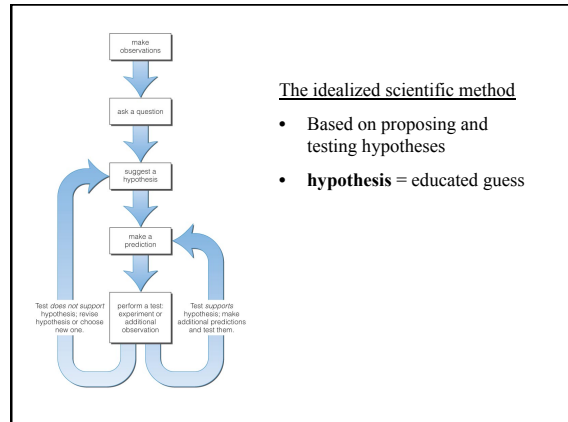 make
observations
ask a question
suggest a
hypothesis
make a
prediction
perform a test:
experiment or
additional
observation
Test does not support
hypothesis; revise
hypothesis or choose
new one.
Test supports
hypothesis; make
additional predictions
and test them.
The idealized scientific method
• Based on proposing and
testing hypotheses
• hypothesis = educated guess